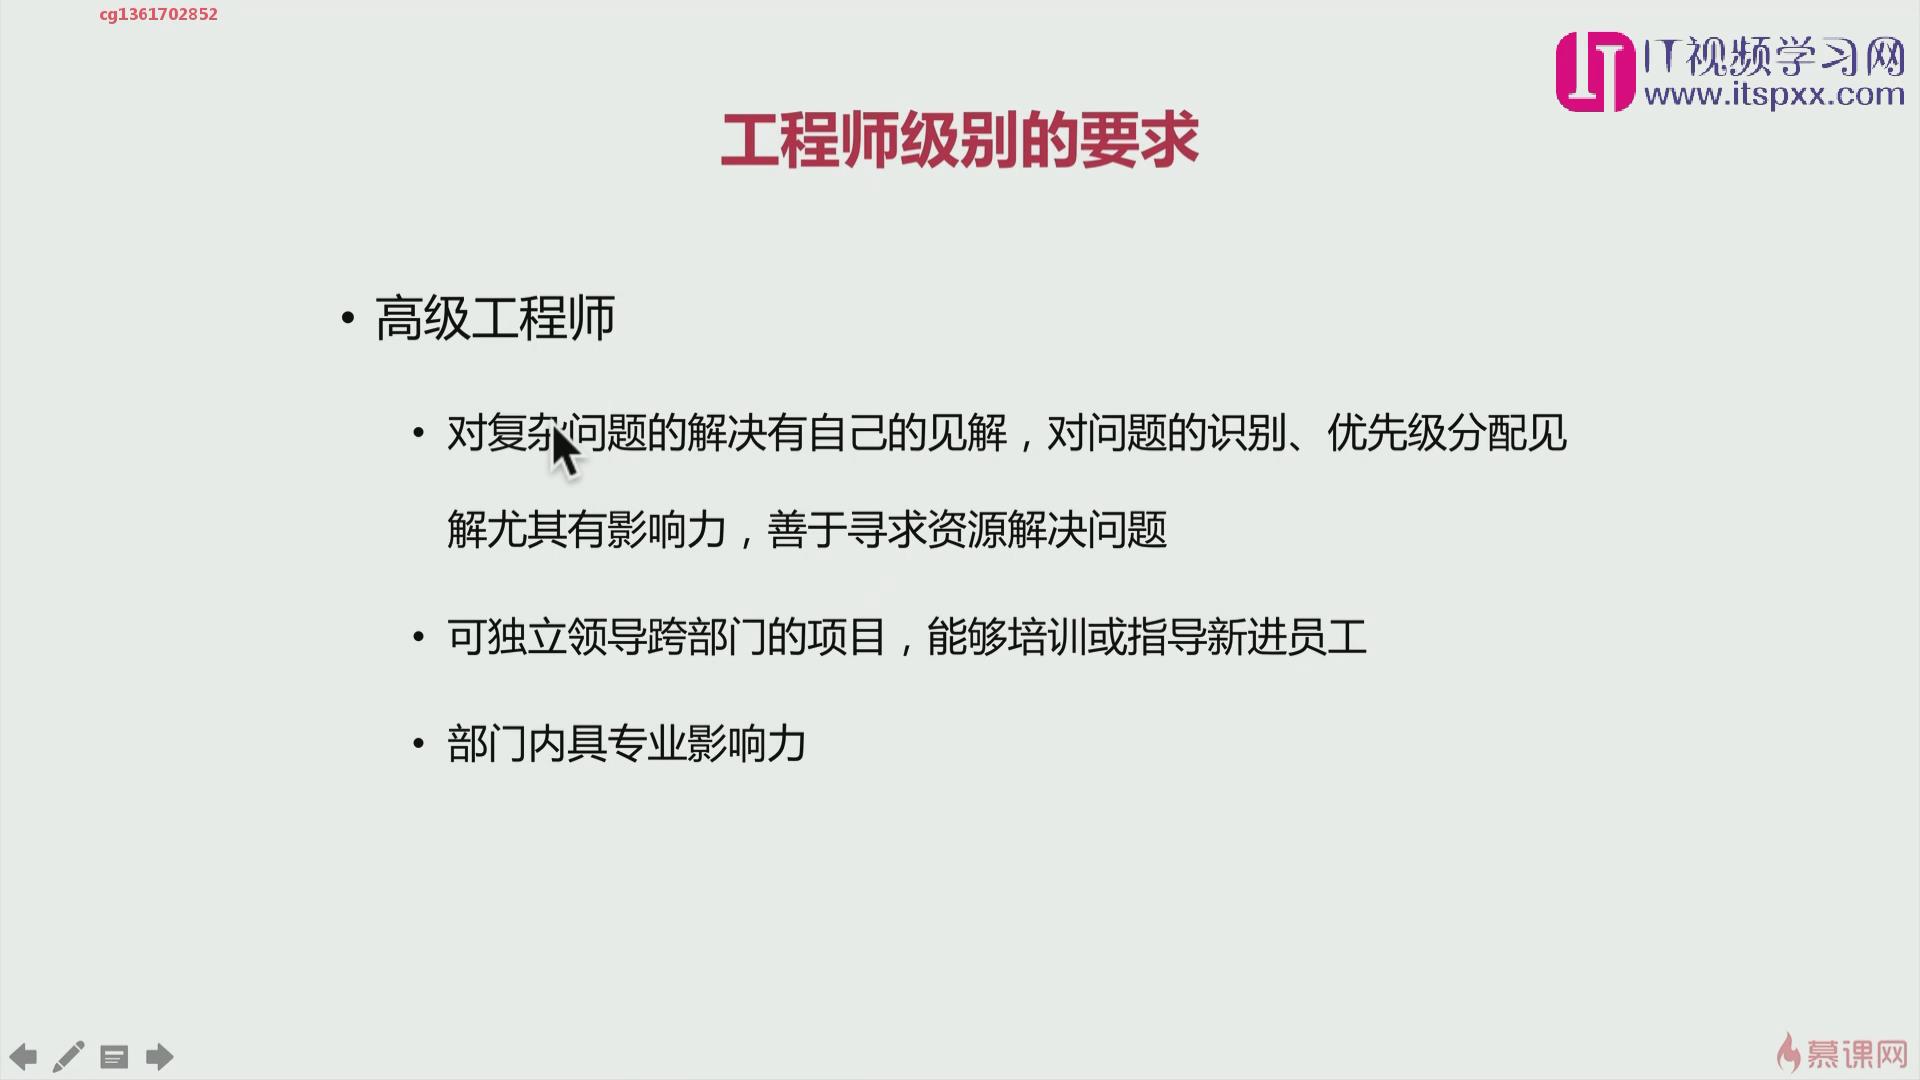 cg1361702852
IT视频学习网
www.itspxx.com
工程师级别的要求
• 高级工程师
• 对复杂问题的解决有自己的见解，对问题的识别、优先级分配见
解尤其有影响力，善于寻求资源解决问题
• 可独立领导跨部门的项目，能够培训或指导新进员工
• 部门内具专业影响力
慕课网